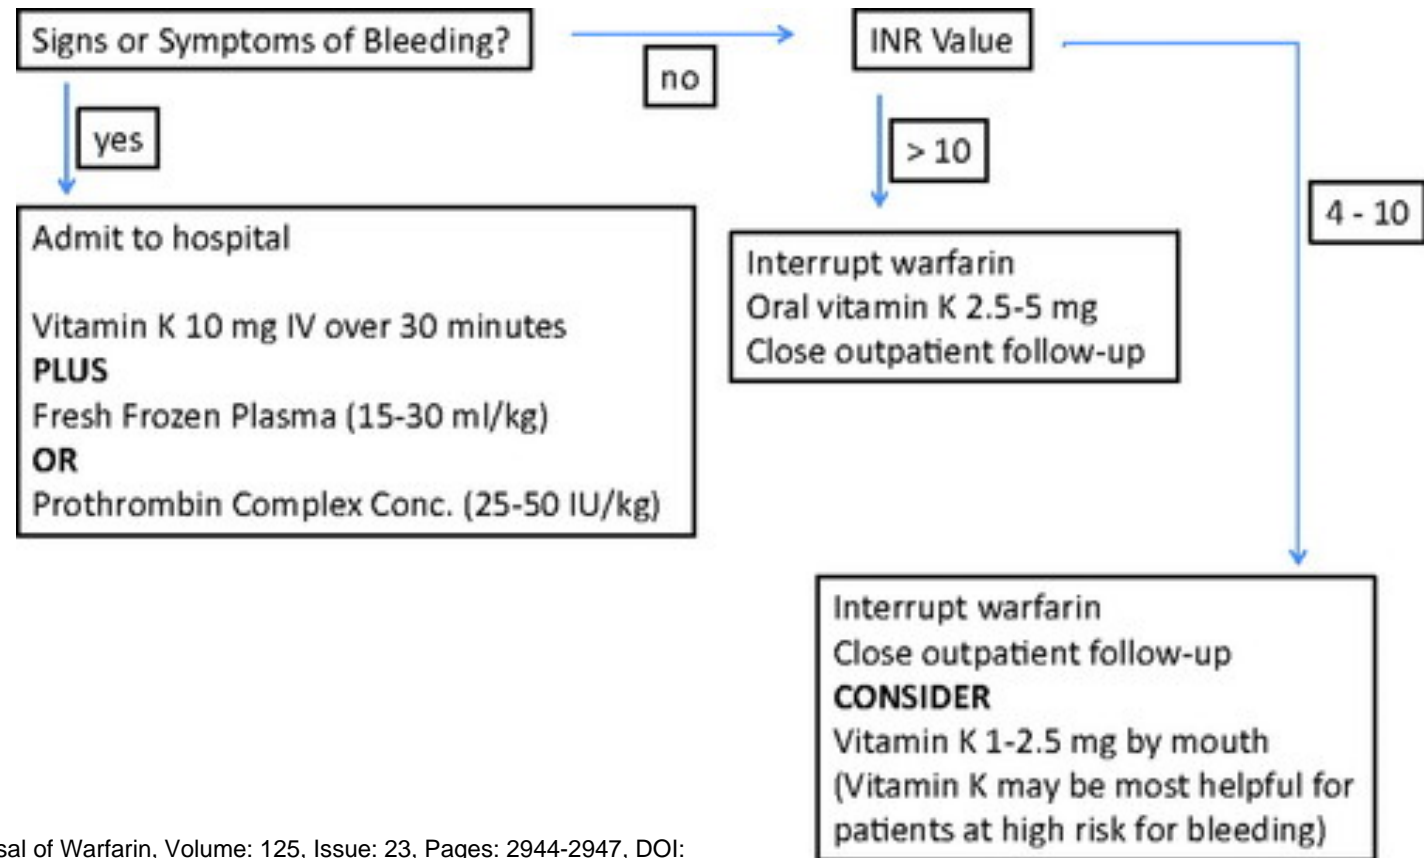 Signs or Symptoms of Bleeding?
no
INR Value
yes
> 10
4 - 10
Admit to hospital
Vitamin K 10 mg IV over 30 minutes
PLUS
Fresh Frozen Plasma (15-30 ml/kg)
OR
Prothrombin Complex Conc. (25-50 IU/kg)
Interrupt warfarin
Oral vitamin K 2.5-5 mg
Close outpatient follow-up
Interrupt warfarin
Close outpatient follow-up
CONSIDER
Vitamin K 1-2.5 mg by mouth
(Vitamin K may be most helpful for
patients at high risk for bleeding)
sal of Warfarin, Volume: 125, Issue: 23, Pages: 2944-2947, DOI: